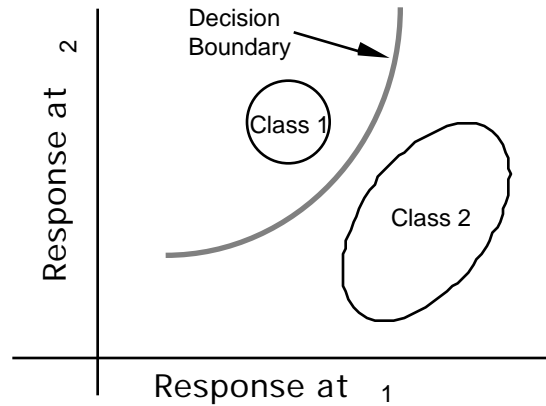 Decision
Boundary
Class 1
Class 2
Response at 2
Response at 1